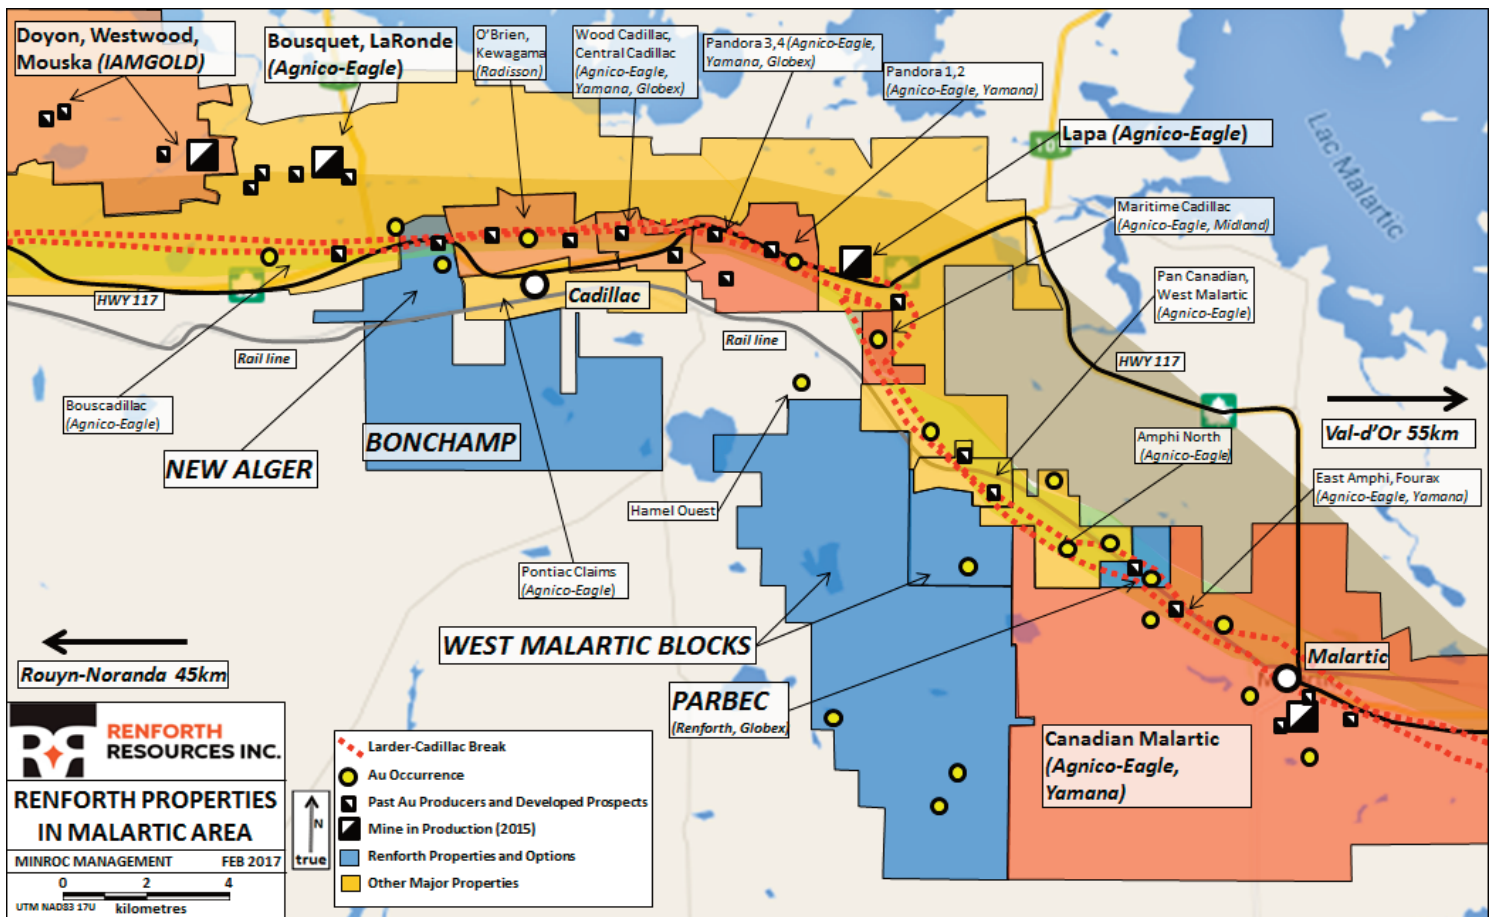 Doyon, Westwood,
Mouska (IAMGOLD)
Bousquet, LaRonde
(Agnico-Eagle)
O'Brien,
Kewagama
(Radisson)
Wood Cadillac,
Central Cadillac
(Agnico-Eagle,
Yamana, Globex)
Pandora 3,4 (Agnico-Eagle,
Yamana, Globex)
Pandora 1,2
(Agnico-Eagle, Yamana)
Lapa (Agnico-Eagle)
Lac Malartic
Maritime Cadillac
(Agnico-Eagle, Midland)
Pan Canadian,
West Malartic
(Agnico-Eagle)
HWY 117
Cadillac
Rail line
Rail line
HWY 117
Bouscadillac
(Agnico-Eagle)
NEW ALGER
BONCHAMP
Hamel Ouest
Val-d'Or 55km
Amphi North
(Agnico-Eagle)
East Amphi, Fourax
(Agnico-Eagle, Yamana)
Pontiac Claims
(Agnico-Eagle)
WEST MALARTIC BLOCKS
Rouyn-Noranda 45km
PARBEC
(Renforth, Globex)
Malartic
Canadian Malartic
(Agnico-Eagle,
Yamana)
RENFORTH
RESOURCES INC.
RENFORTH PROPERTIES
IN MALARTIC AREA
MINROC MANAGEMENT FEB 2017
0 2 4
UTM NAD83 17U kilometres
N
true
Larder-Cadillac Break
Au Occurrence
Past Au Producers and Developed Prospects
Mine in Production (2015)
Renforth Properties and Options
Other Major Properties